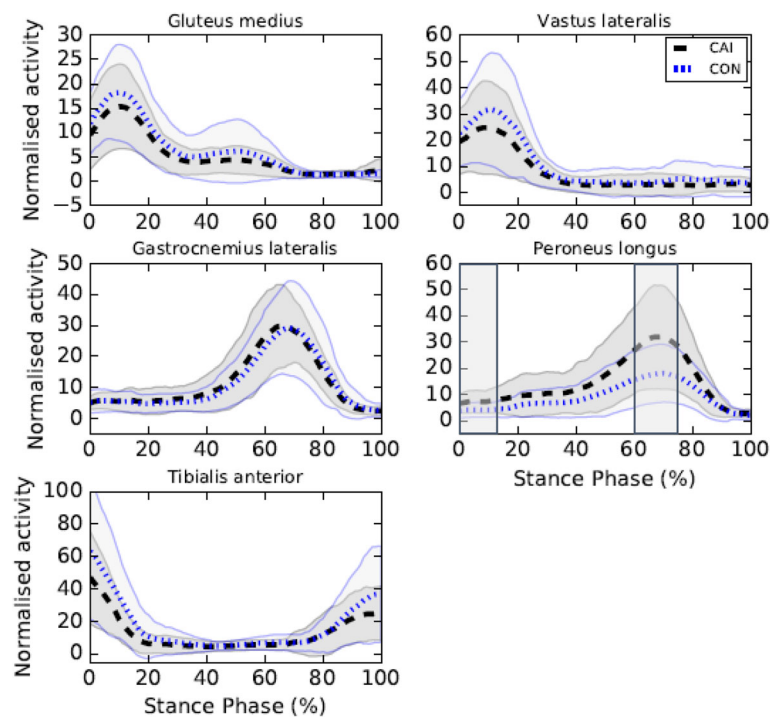 Gluteus medius
Normalised activity
30
25
20
15
10
5
0
−5
0 20 40 60 80 100
Vastus lateralis
CAI
CON
60
50
40
30
20
10
0
0 20 40 60 80 100
Gastrocnemius lateralis
Normalised activity
50
40
30
20
10
0
0 20 40 60 80 100
Peroneus longus
60
50
40
30
20
10
0
0 20 40 60 80 100
Stance Phase (%)
Tibialis anterior
Normalised activity
100
80
60
40
20
0
0 20 40 60 80 100
Stance Phase (%)